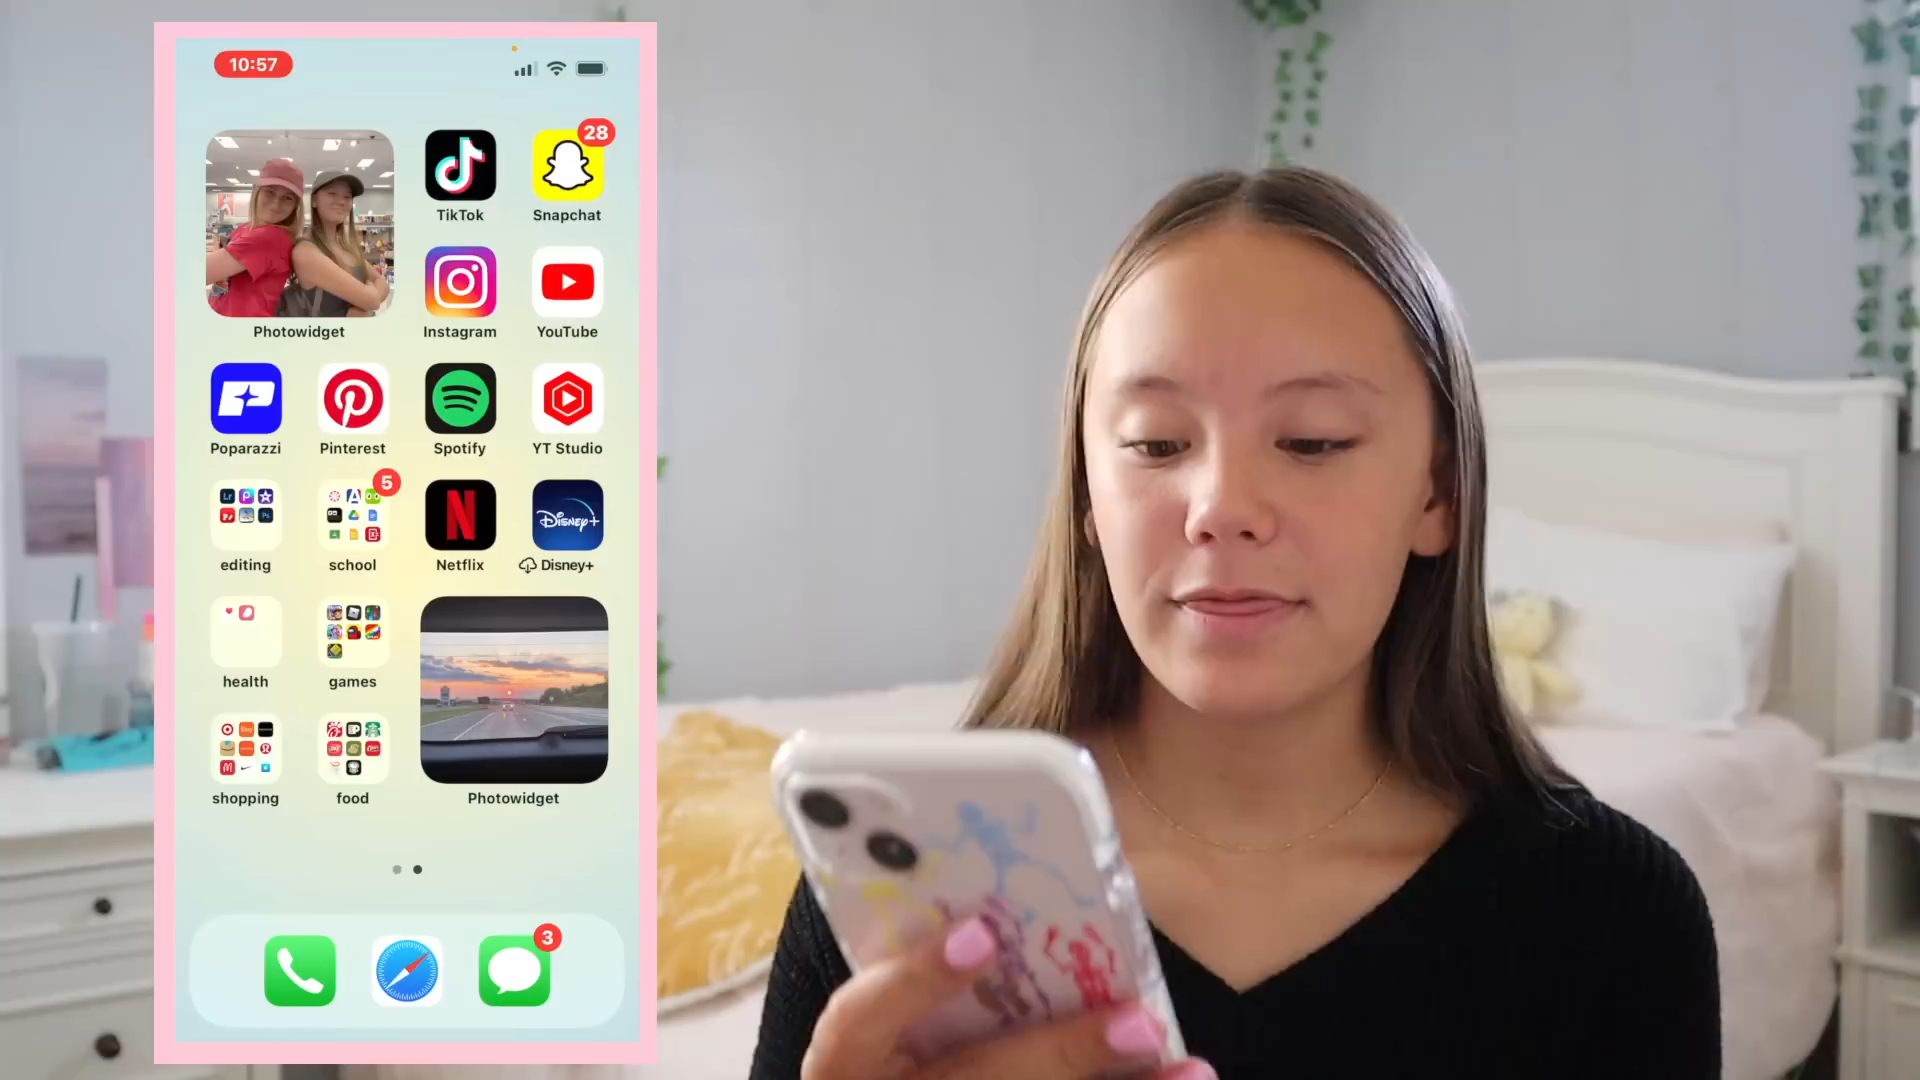 10:57
28
TikTok
Snapchat
Photowidget
Instagram
YouTube
Poparazzi
Pinterest
Spotify
YT Studio
5
Disney+
editing
school
Netflix
Disney+
health
games
shopping
food
Photowidget
3